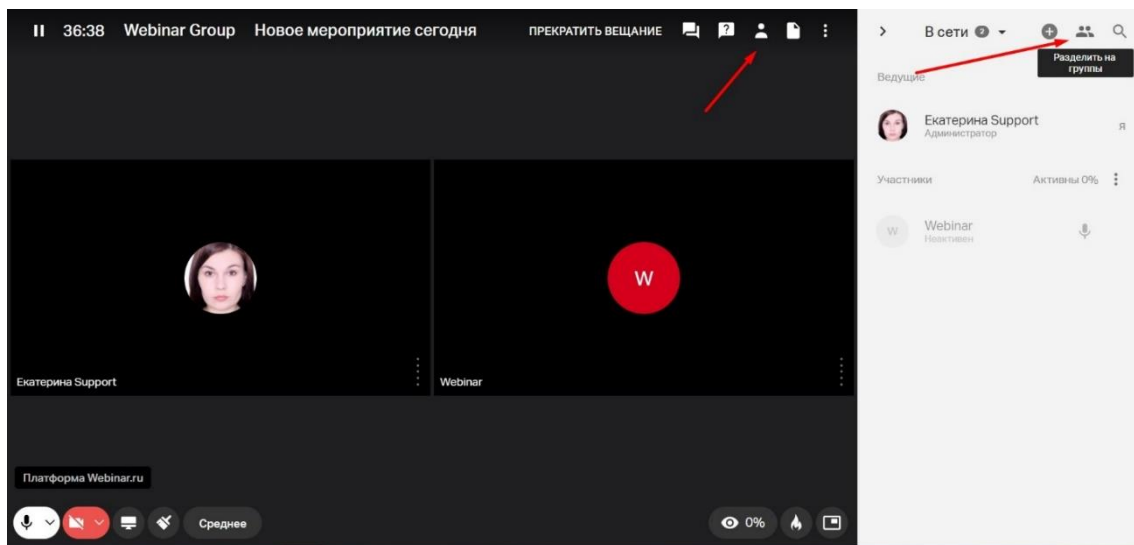 36:38 Webinar Group Новое мероприятие сегодня ПРЕКРАТИТЬ ВЕЩАНИЕ ?
В сети 2
Разделить на
группы
Ведущие
Екатерина Support
Администратор
я
Участники Активны 0%
W
Webinar
Неактивен
W
Екатерина Support
Webinar
Платформа Webinar.ru
Среднее
0%